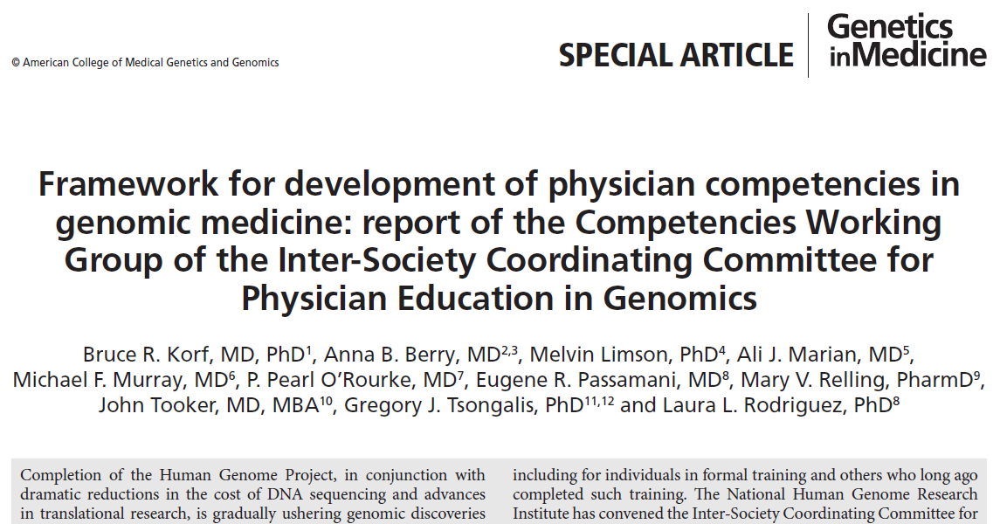 © American College of Medical Genetics and Genomics
SPECIAL ARTICLE
Genetics
inMedicine
Framework for development of physician competencies in
genomic medicine: report of the Competencies Working
Group of the Inter-Society Coordinating Committee for
Physician Education in Genomics
Bruce R. Korf, MD, PhD¹, Anna B. Berry, MD²,³, Melvin Limson, PhD⁴, Ali J. Marian, MD⁵,
Michael F. Murray, MD⁶, P. Pearl O’Rourke, MD⁷, Eugene R. Passamani, MD⁸, Mary V. Relling, PharmD⁹,
John Tooker, MD, MBA¹⁰, Gregory J. Tsongalis, PhD¹¹,¹² and Laura L. Rodriguez, PhD⁸
Completion of the Human Genome Project, in conjunction with
dramatic reductions in the cost of DNA sequencing and advances
in translational research, is gradually ushering genomic discoveries
including for individuals in formal training and others who long ago
completed such training. The National Human Genome Research
Institute has convened the Inter-Society Coordinating Committee for